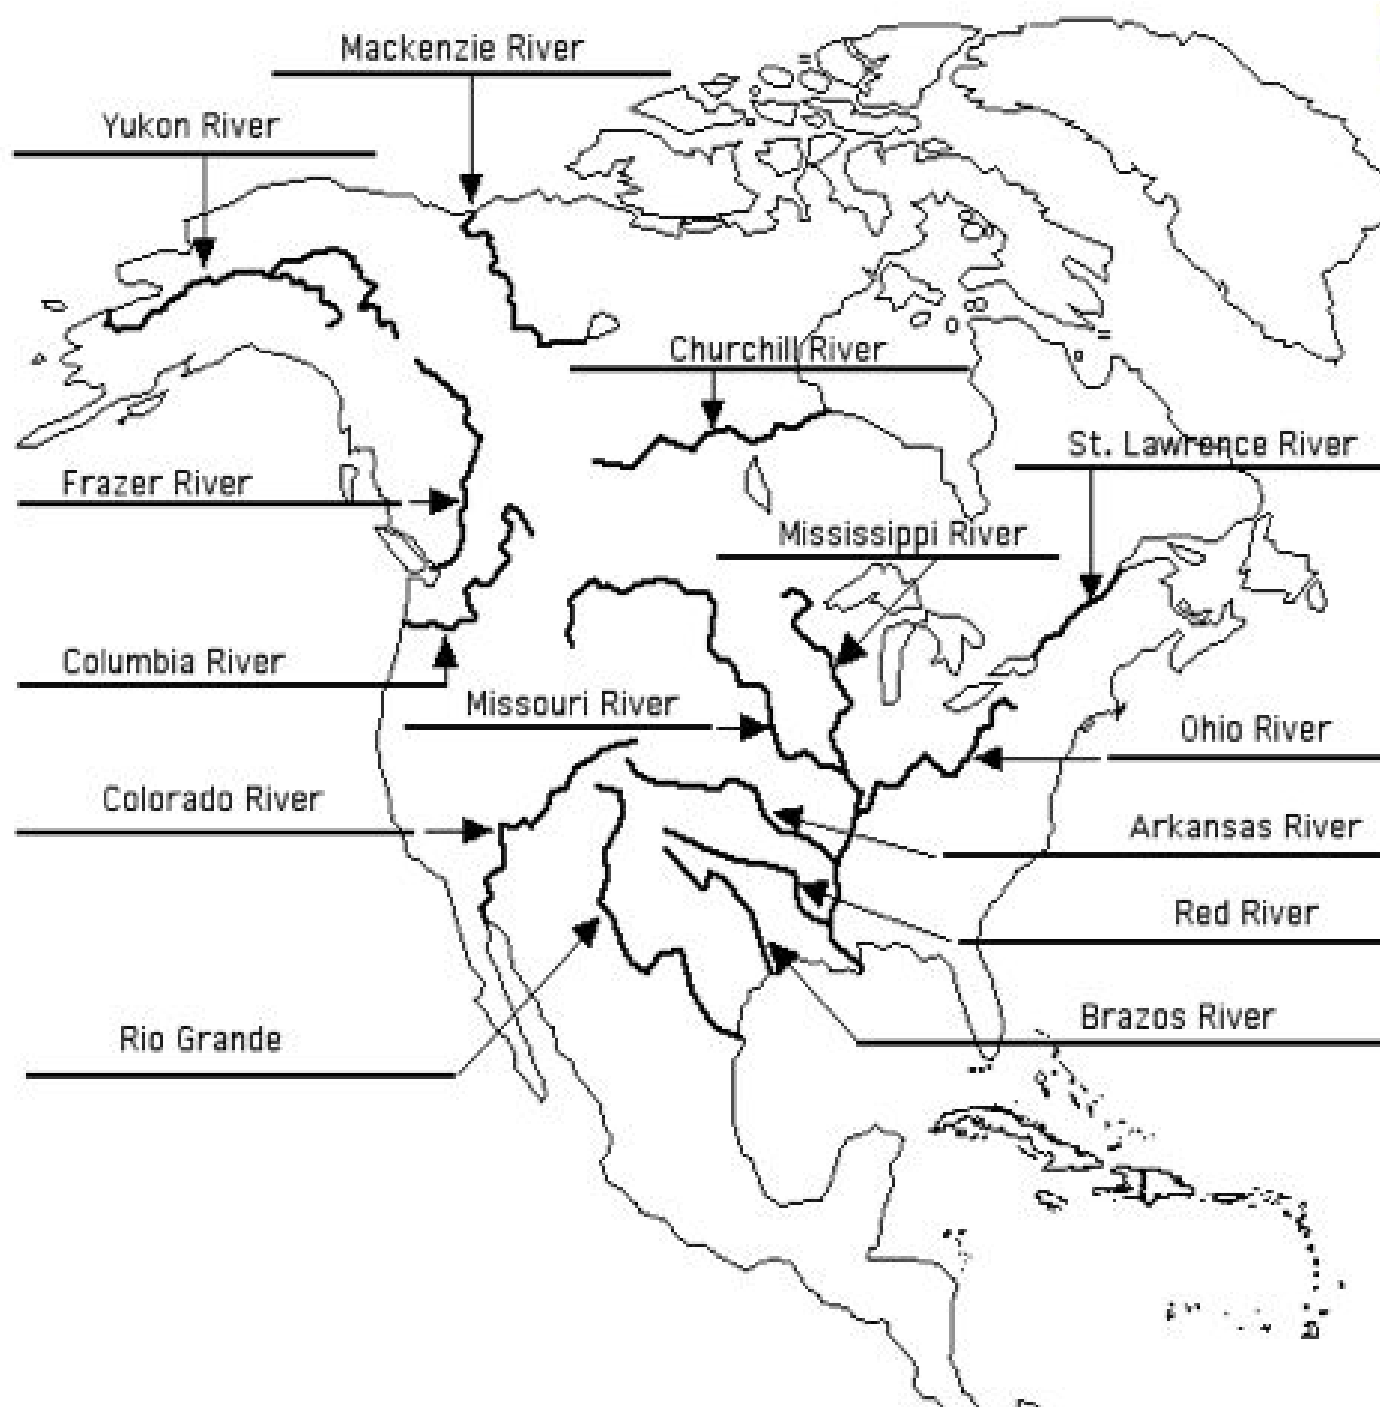 Mackenzie River
Yukon River
Churchill River
St. Lawrence River
Frazer River
Mississippi River
Columbia River
Missouri River
Ohio River
Colorado River
Arkansas River
Red River
Brazos River
Rio Grande